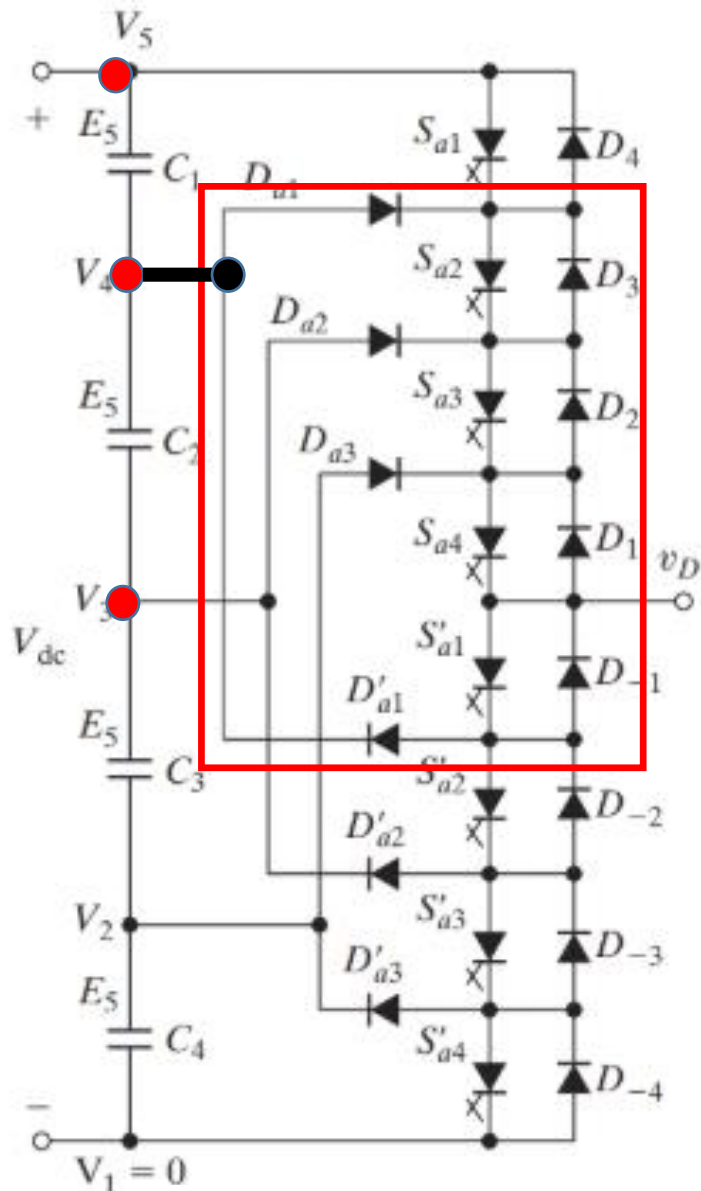 V5
+
E5
C1
Sa1
D4
Da1
V4
Sa2
D3
Da2
E5
C2
Sa3
D2
Da3
Sa4
D1
V3
vD
Vdc
S'a1
D−1
D'a1
E5
C3
S'a2
D−2
D'a2
V2
S'a3
D−3
D'a3
E5
C4
S'a4
D−4
−
V1 = 0